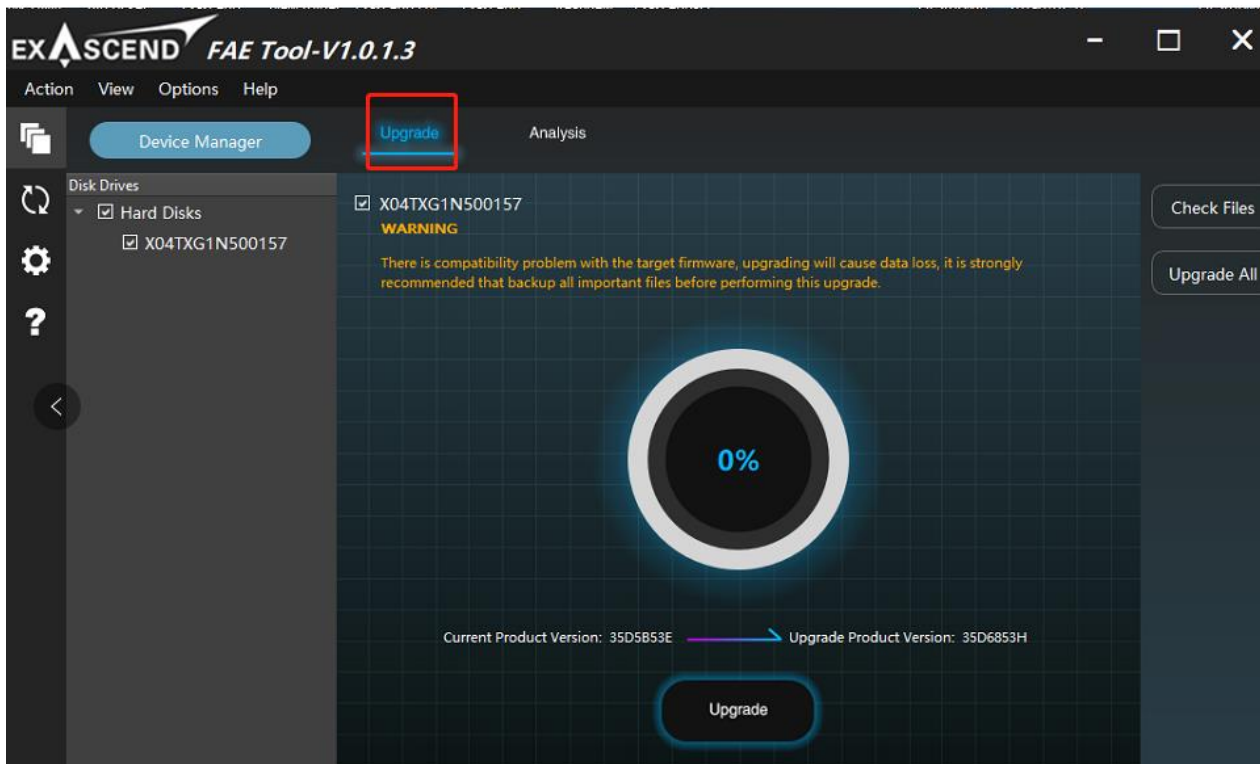 EXASCEND FAE Tool-V1.0.1.3
Action View Options Help
Device Manager
Upgrade Analysis
Disk Drives
Hard Disks
X04TXG1N500157
X04TXG1N500157
WARNING
There is compatibility problem with the target firmware, upgrading will cause data loss, it is strongly
recommended that backup all important files before performing this upgrade.
Check Files
Upgrade All
0%
Current Product Version: 35D5B53E Upgrade Product Version: 35D6853H
Upgrade